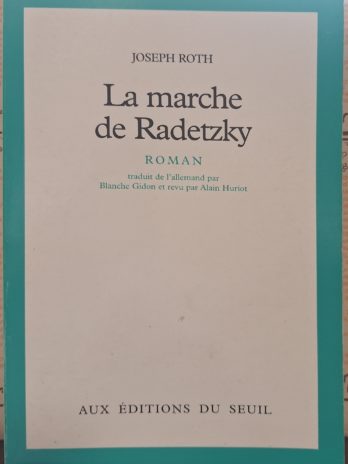 JOSEPH ROTH
La marche
de Radetzky
ROMAN
traduit de l'allemand par
Blanche Gidon et revu par Alain Huriot
AUX ÉDITIONS DU SEUIL